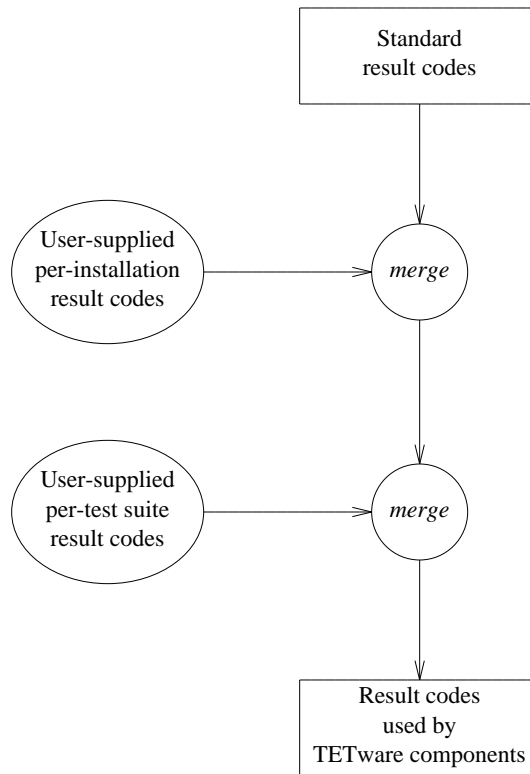 Standard
result codes
User-supplied
per-installation
result codes
merge
User-supplied
per-test suite
result codes
merge
Result codes
used by
TETware components